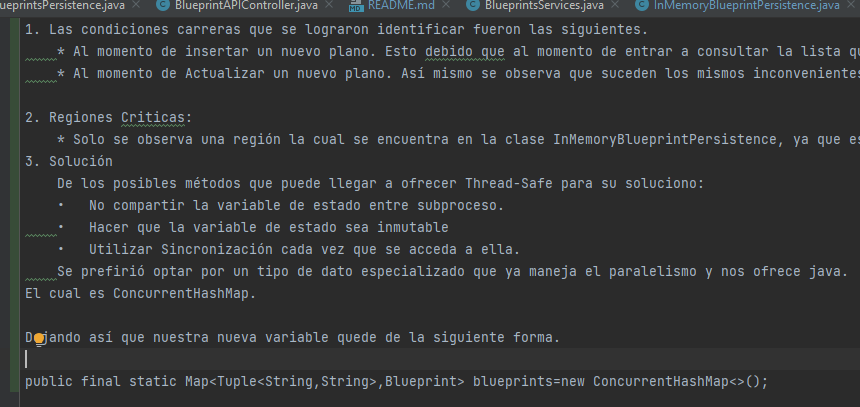 ueprintsPersistence.java BlueprintAPIController.java README.md BlueprintsServices.java InMemoryBlueprintPersistence.java
1. Las condiciones carreras que se lograron identificar fueron las siguientes.
* Al momento de insertar un nuevo plano. Esto debido que al momento de entrar a consultar la lista qu
* Al momento de Actualizar un nuevo plano. Así mismo se observa que suceden los mismos inconvenientes
2. Regiones Criticas:
* Solo se observa una región la cual se encuentra en la clase InMemoryBlueprintPersistence, ya que es
3. Solución
De los posibles métodos que puede llegar a ofrecer Thread-Safe para su soluciono:
• No compartir la variable de estado entre subproceso.
• Hacer que la variable de estado sea inmutable
• Utilizar Sincronización cada vez que se acceda a ella.
Se prefirió optar por un tipo de dato especializado que ya maneja el paralelismo y nos ofrece java.
El cual es ConcurrentHashMap.
Dejando así que nuestra nueva variable quede de la siguiente forma.
public final static Map<Tuple<String,String>,Blueprint> blueprints=new ConcurrentHashMap<>();